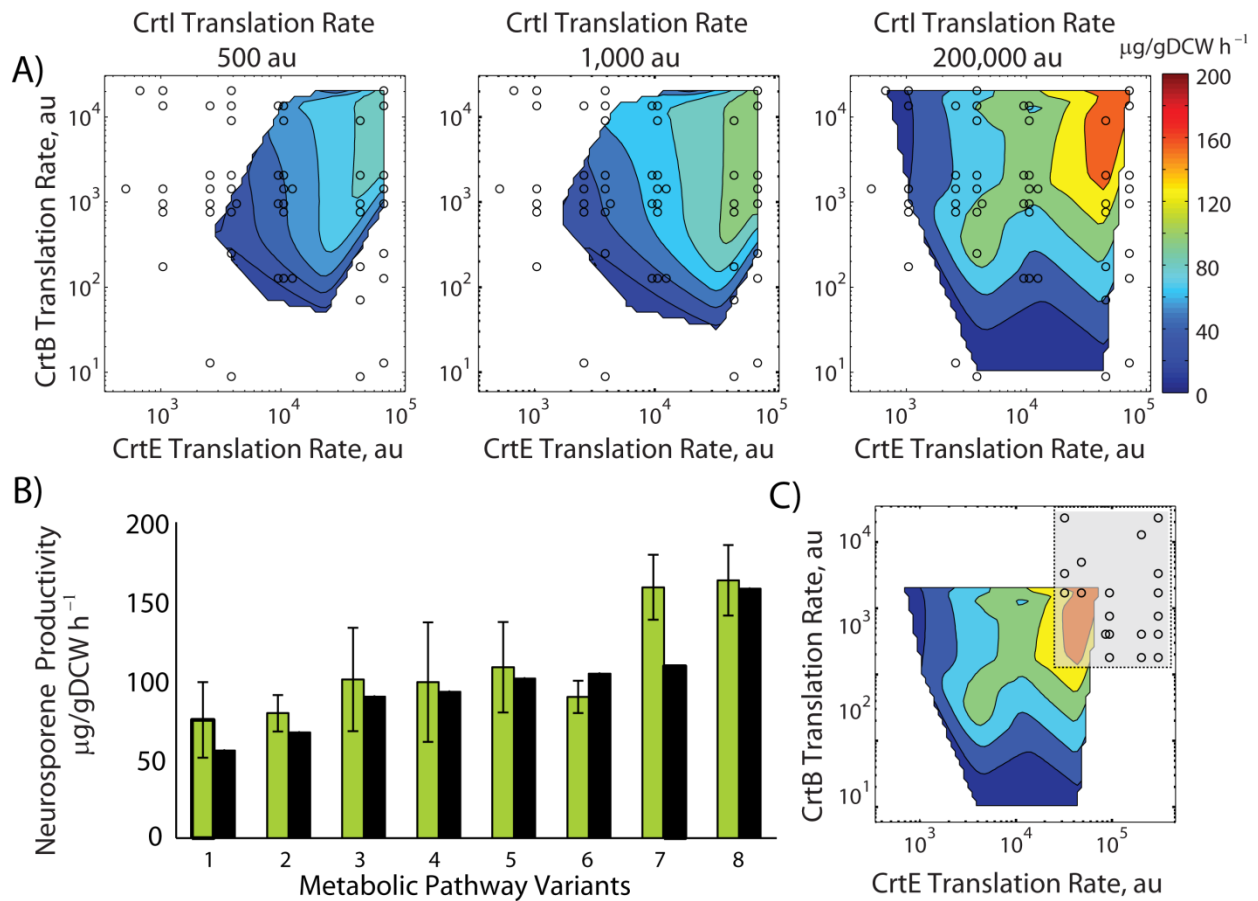 A)
CrtI Translation Rate
500 au
CrtI Translation Rate
1,000 au
CrtI Translation Rate
200,000 au
μg/gDCW h⁻¹
CrtB Translation Rate, au
10⁴
10³
10²
10¹
10³ 10⁴ 10⁵
CrtE Translation Rate, au
10⁴
10³
10²
10¹
10³ 10⁴ 10⁵
CrtE Translation Rate, au
10⁴
10³
10²
10¹
10³ 10⁴ 10⁵
CrtE Translation Rate, au
200
160
120
80
40
0
B)
Neurosporene Productivity
μg/gDCW h⁻¹
200
150
100
50
0
1 2 3 4 5 6 7 8
Metabolic Pathway Variants
C)
CrtB Translation Rate, au
10⁴
10³
10²
10¹
10³ 10⁴ 10⁵
CrtE Translation Rate, au